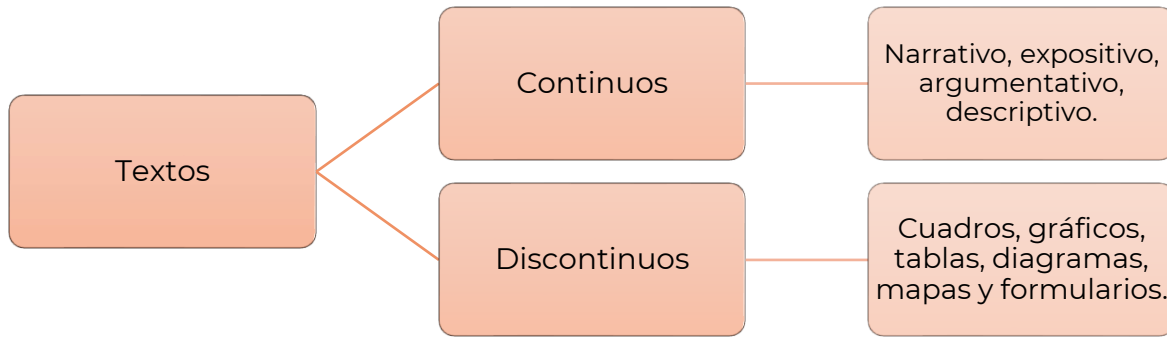 Textos
Continuos
Narrativo, expositivo,
argumentativo,
descriptivo.
Discontinuos
Cuadros, gráficos,
tablas, diagramas,
mapas y formularios.